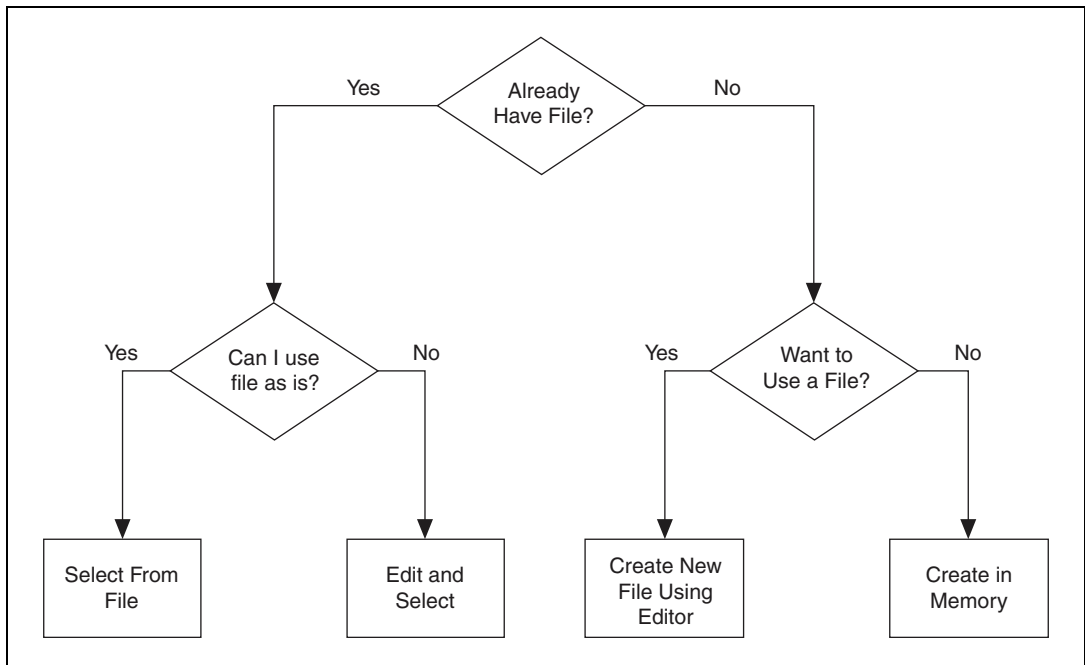 Already
Have File?
Yes
No
Can I use
file as is?
Yes
No
Want to
Use a File?
Yes
No
Select From
File
Edit and
Select
Create New
File Using
Editor
Create in
Memory